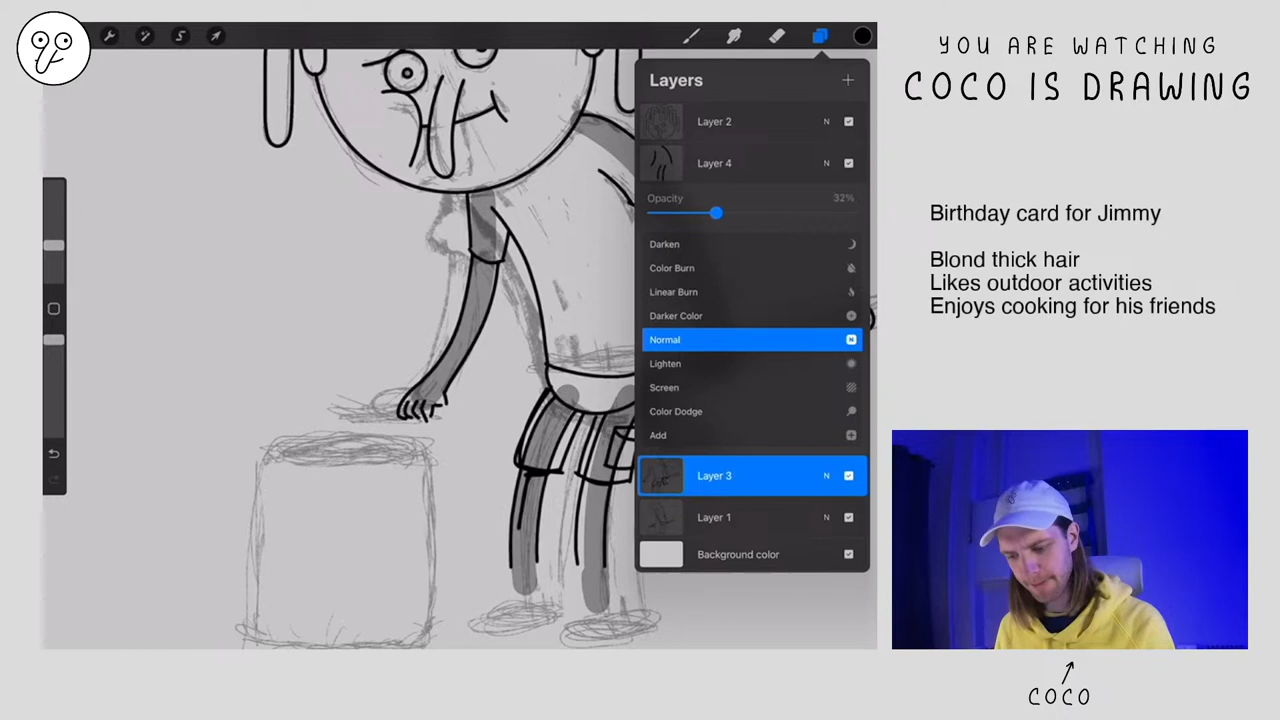 YOU ARE WATCHING
COCO IS DRAWING
Layers
Layer 2 N
Layer 4 N
Opacity 32%
Darken
Color Burn
Linear Burn
Darker Color
Normal N
Lighten
Screen
Color Dodge
Add
Layer 3 N
Layer 1 N
Background color
Birthday card for Jimmy
Blond thick hair
Likes outdoor activities
Enjoys cooking for his friends
COCO